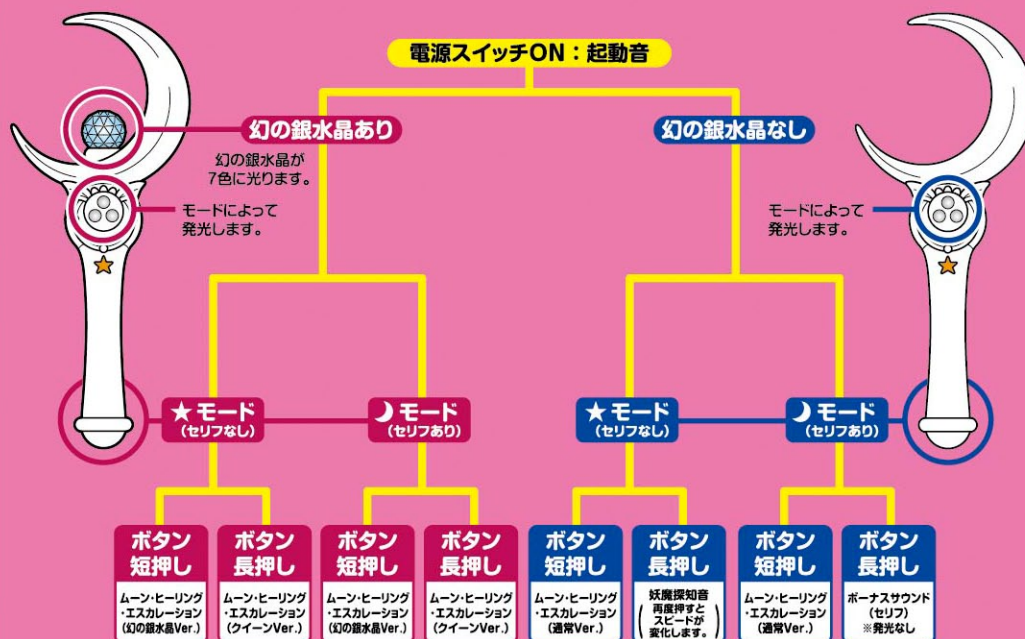 電源スイッチON：起動音
幻の銀水晶あり
幻の銀水晶が
7色に光ります。
モードによって
発光します。
幻の銀水晶なし
モードによって
発光します。
★モード
（セリフなし）
☽モード
（セリフあり）
★モード
（セリフなし）
☽モード
（セリフあり）
ボタン
短押し
ムーン・ヒーリング
・エスカレーション
（幻の銀水晶Ver.）
ボタン
長押し
ムーン・ヒーリング
・エスカレーション
（クイーンVer.）
ボタン
短押し
ムーン・ヒーリング
・エスカレーション
（幻の銀水晶Ver.）
ボタン
長押し
ムーン・ヒーリング
・エスカレーション
（クイーンVer.）
ボタン
短押し
ムーン・ヒーリング
・エスカレーション
（通常Ver.）
ボタン
長押し
妖魔探知音
（再度押すと
スピードが
変化します。）
ボタン
短押し
ムーン・ヒーリング
・エスカレーション
（通常Ver.）
ボタン
長押し
ボーナスサウンド
（セリフ）
※発光なし